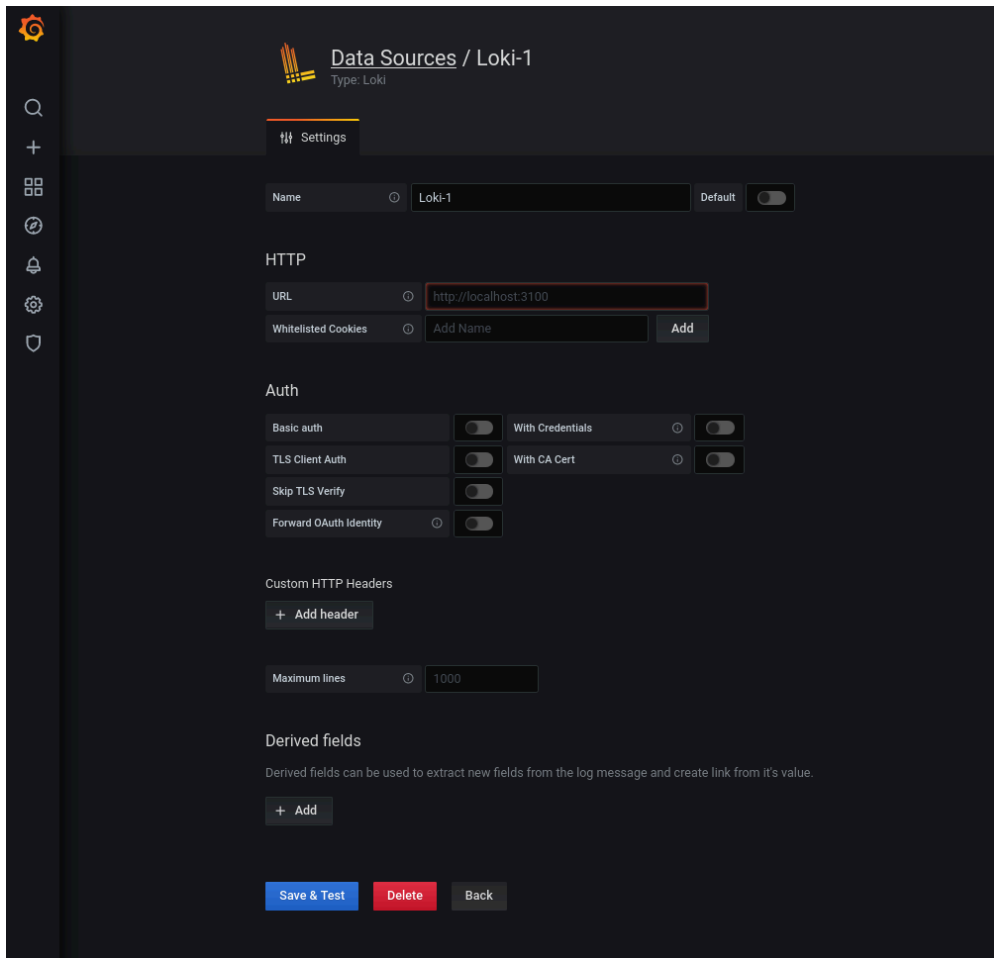 Data Sources / Loki-1
Type: Loki
Settings
Name Loki-1 Default
HTTP
URL http://localhost:3100
Whitelisted Cookies Add Name Add
Auth
Basic auth With Credentials
TLS Client Auth With CA Cert
Skip TLS Verify
Forward OAuth Identity
Custom HTTP Headers
+ Add header
Maximum lines 1000
Derived fields
Derived fields can be used to extract new fields from the log message and create link from it's value.
+ Add
Save & Test Delete Back